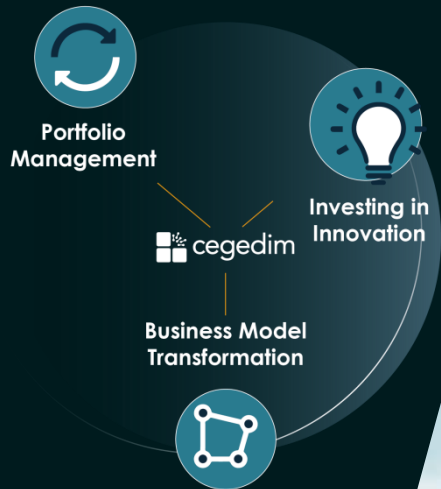 Portfolio
Management
Investing in
Innovation
cegedim
Business Model
Transformation